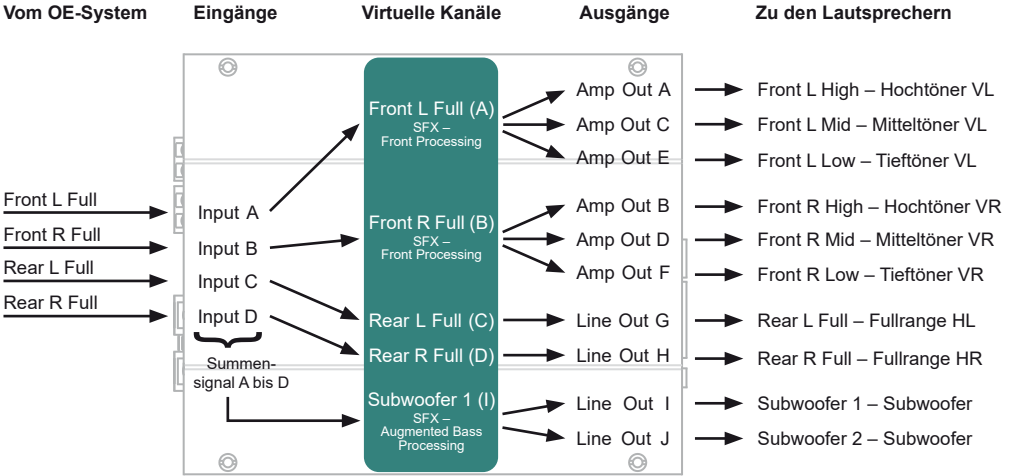 Vom OE-System
Eingänge
Virtuelle Kanäle
Ausgänge
Zu den Lautsprechern
Front L Full
Front R Full
Rear L Full
Rear R Full
Input A
Input B
Input C
Input D
Summen-
signal A bis D
Front L Full (A)
SFX –
Front Processing
Front R Full (B)
SFX –
Front Processing
Rear L Full (C)
Rear R Full (D)
Subwoofer 1 (I)
SFX –
Augmented Bass
Processing
Amp Out A
Amp Out C
Amp Out E
Amp Out B
Amp Out D
Amp Out F
Line Out G
Line Out H
Line Out I
Line Out J
Front L High – Hochtöner VL
Front L Mid – Mitteltöner VL
Front L Low – Tieftöner VL
Front R High – Hochtöner VR
Front R Mid – Mitteltöner VR
Front R Low – Tieftöner VR
Rear L Full – Fullrange HL
Rear R Full – Fullrange HR
Subwoofer 1 – Subwoofer
Subwoofer 2 – Subwoofer